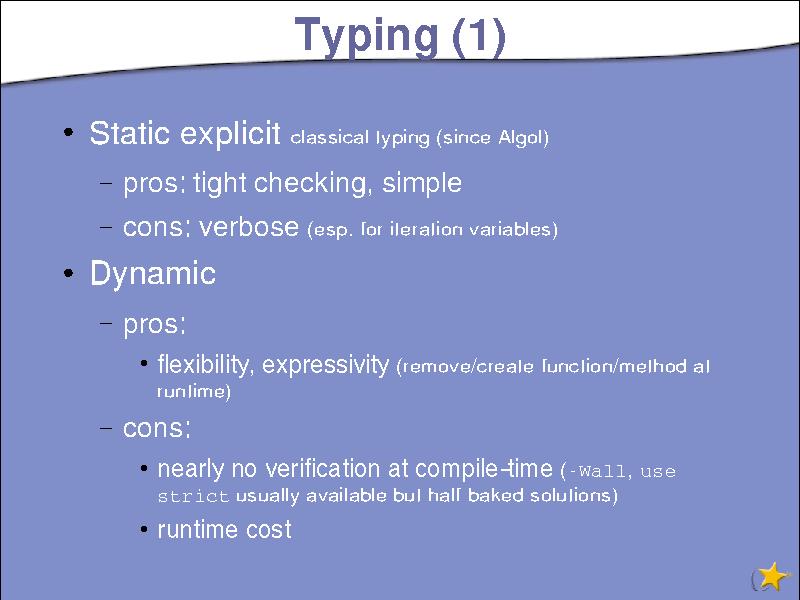 Typing (1)
• Static explicit classical typing (since Algol)
– pros: tight checking, simple
– cons: verbose (esp. for iteration variables)
• Dynamic
– pros:
• flexibility, expressivity (remove/create function/method at
runtime)
– cons:
• nearly no verification at compile-time (-Wall, use
strict usually available but half baked solutions)
• runtime cost